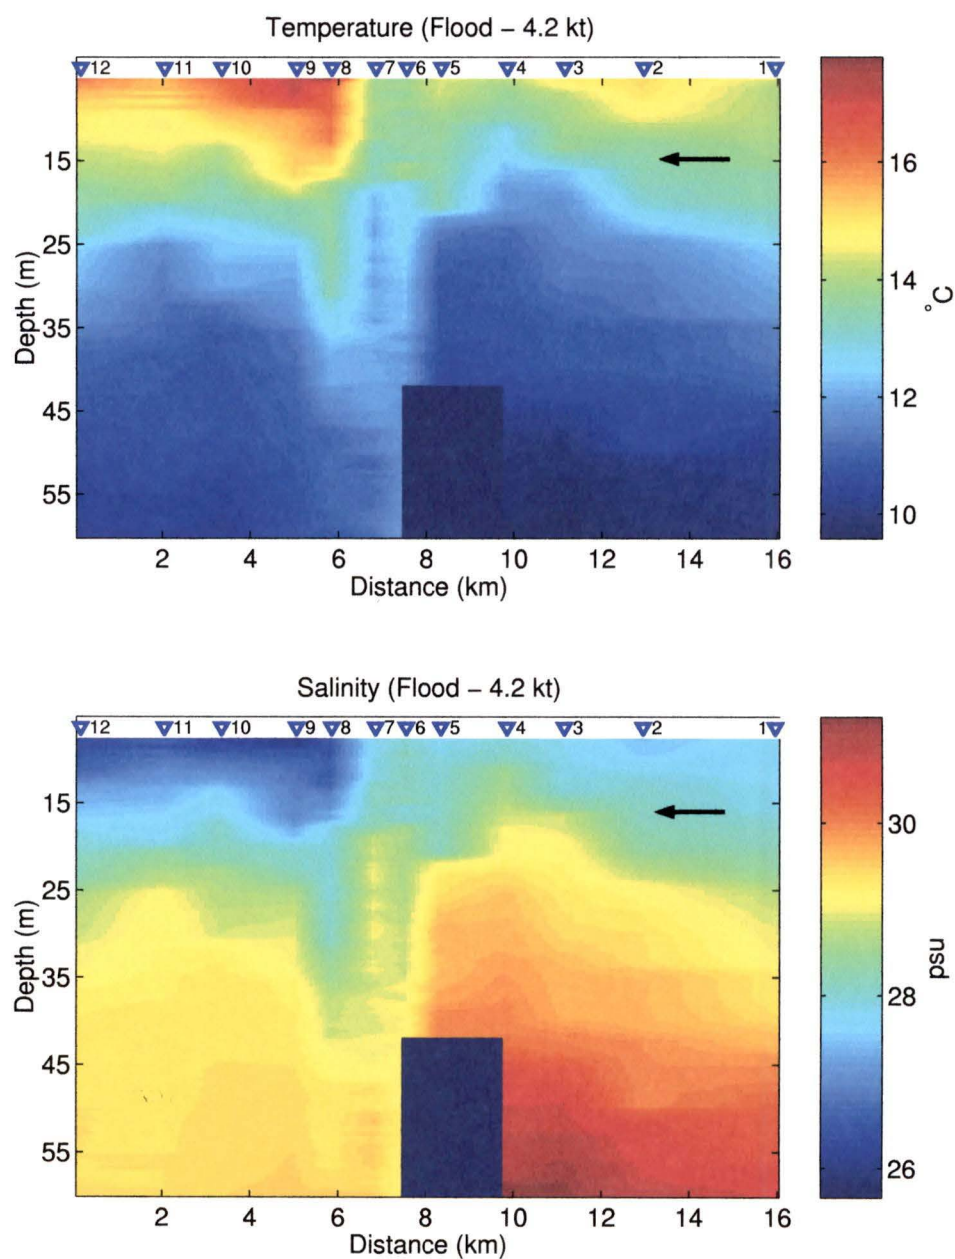 Temperature (Flood – 4.2 kt)
12 11 10 9 8 7 6 5 4 3 2 1
15
25
35
45
55
Depth (m)
2 4 6 8 10 12 14 16
Distance (km)
16
14
12
10
°C
Salinity (Flood – 4.2 kt)
12 11 10 9 8 7 6 5 4 3 2 1
15
25
35
45
55
Depth (m)
2 4 6 8 10 12 14 16
Distance (km)
30
28
26
psu